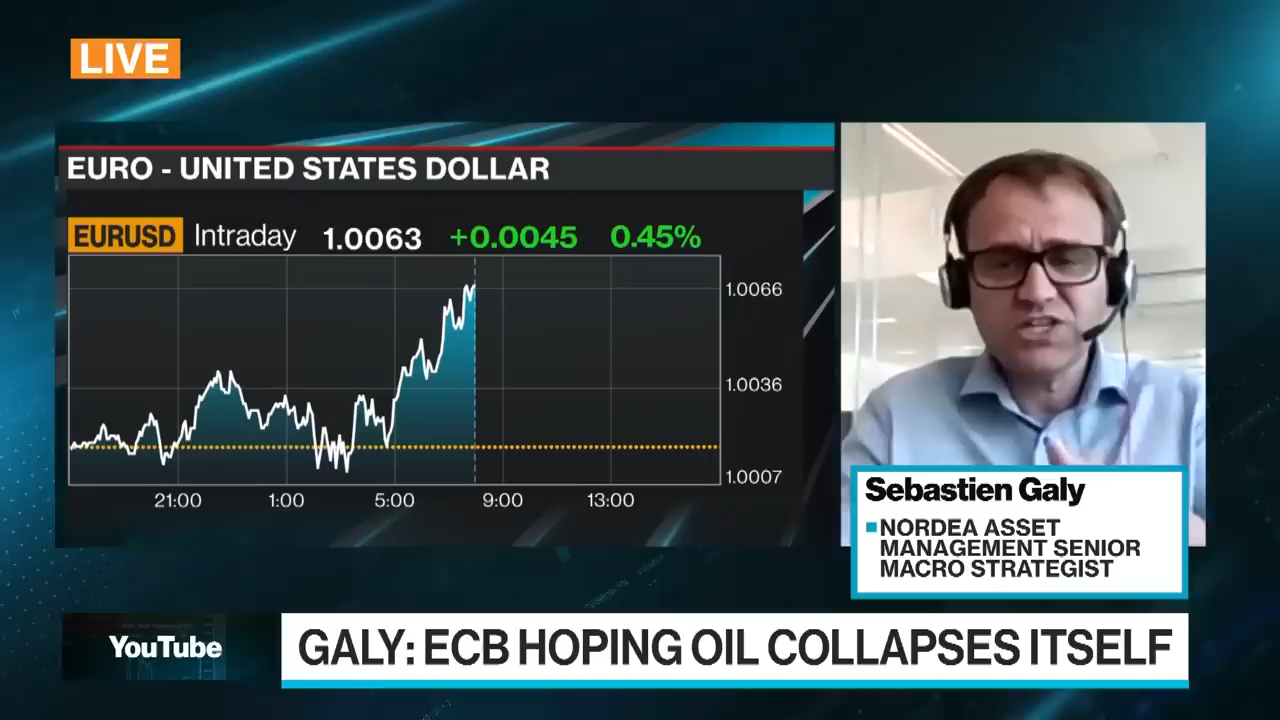 LIVE
EURO - UNITED STATES DOLLAR
EURUSD Intraday 1.0063 +0.0045 0.45%
1.0066
1.0036
1.0007
21:00 1:00 5:00 9:00 13:00
Sebastien Galy
NORDEA ASSET
MANAGEMENT SENIOR
MACRO STRATEGIST
YouTube
GALY: ECB HOPING OIL COLLAPSES ITSELF